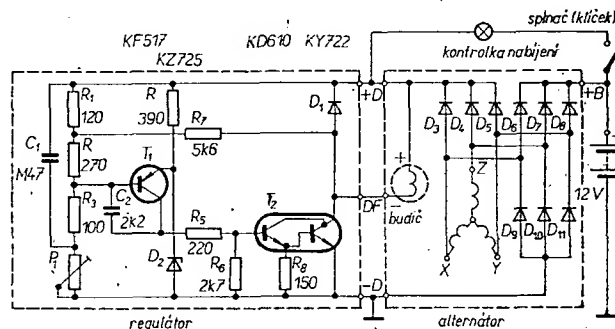 spínač (klíček)
KF517 KD610 KY722
KZ725
kontrolka nabíjení
+D +B
R1
120
R
390
D1
D3 D4 D5 D6 D7 D8
R7
5k6
C1
M47
R
270
T1
+
Z
12 V
R3
100
C2
2k2
T2
DF
-
budič
R5
220
D9 D10 D11
P1
D2
R6
2k7
R8
150
X Y
-D
regulátor alternátor